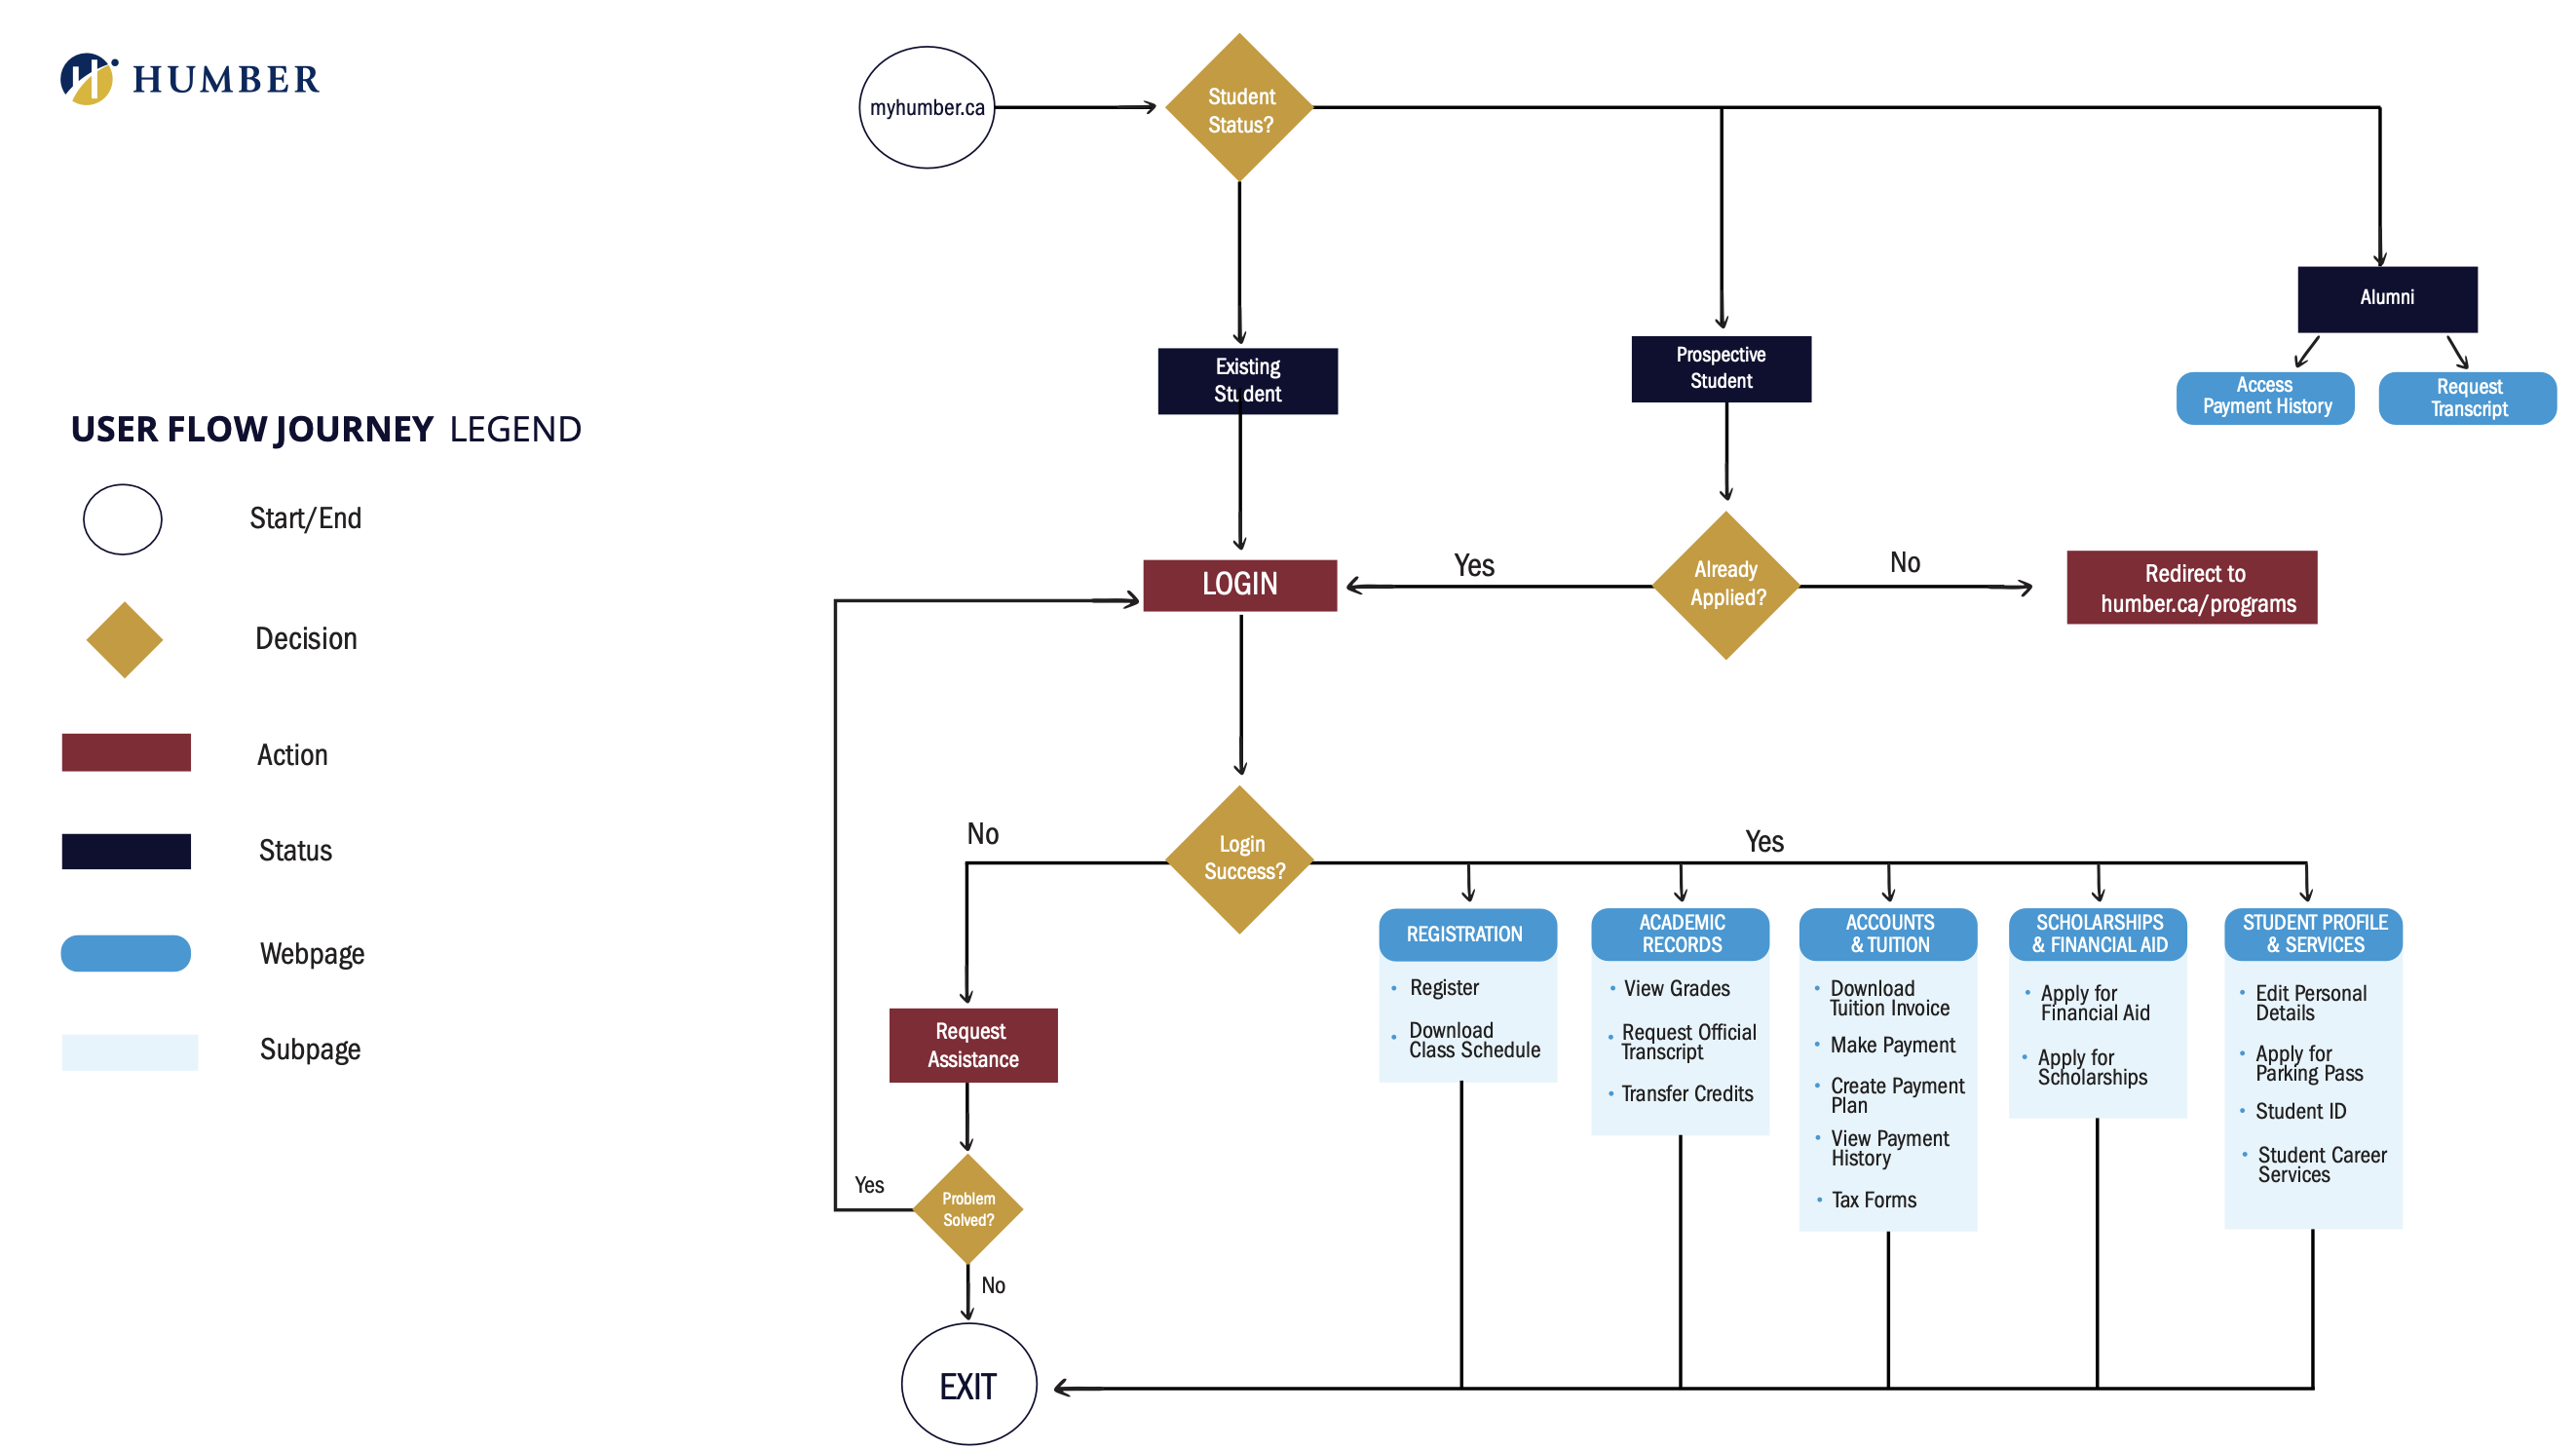 HUMBER
myhumber.ca
Student
Status?
Alumni
Access
Payment History
Request
Transcript
Existing
Student
Prospective
Student
USER FLOW JOURNEY LEGEND
Start/End
Decision
Action
Status
Webpage
Subpage
LOGIN
Yes
Already
Applied?
No
Redirect to
humber.ca/programs
No
Login
Success?
Yes
REGISTRATION
Register
Download
Class Schedule
ACADEMIC
RECORDS
View Grades
Request Official
Transcript
Transfer Credits
ACCOUNTS
& TUITION
Download
Tuition Invoice
Make Payment
Create Payment
Plan
View Payment
History
Tax Forms
SCHOLARSHIPS
& FINANCIAL AID
Apply for
Financial Aid
Apply for
Scholarships
STUDENT PROFILE
& SERVICES
Edit Personal
Details
Apply for
Parking Pass
Student ID
Student Career
Services
Request
Assistance
Yes
Problem
Solved?
No
EXIT